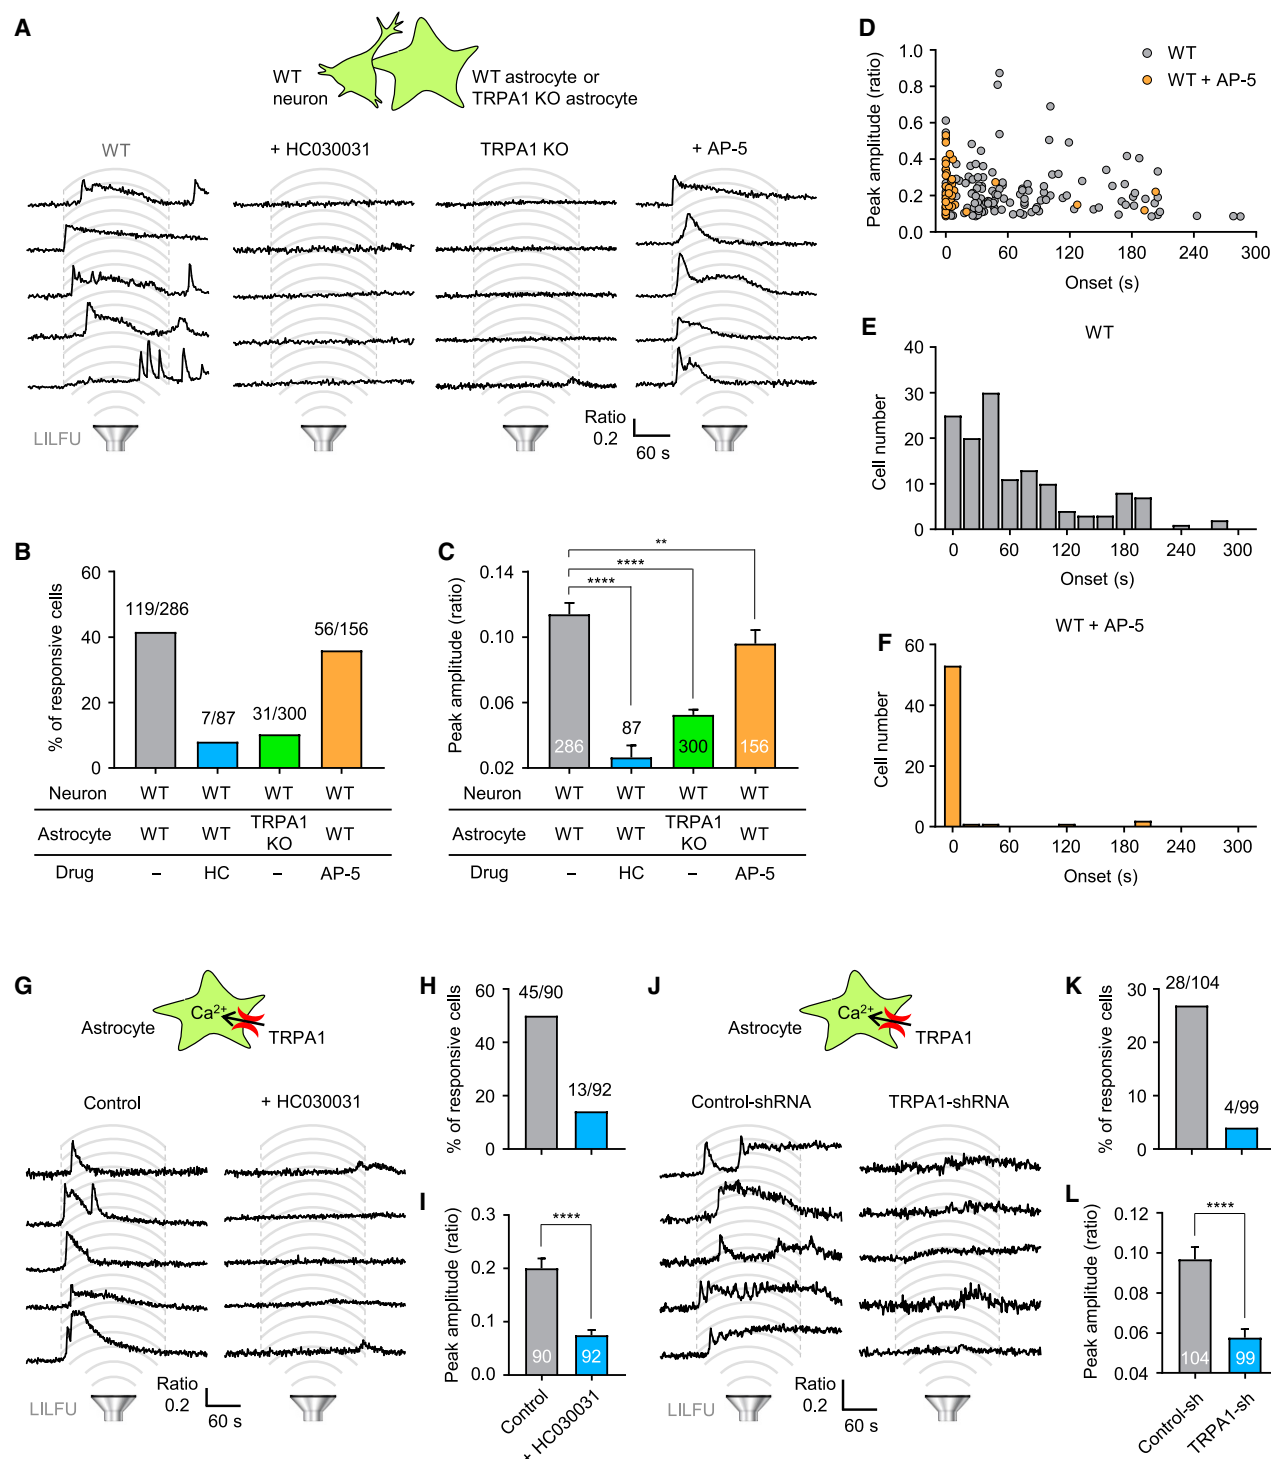 A
WT
neuron
WT astrocyte or
TRPA1 KO astrocyte
WT
+ HC030031
TRPA1 KO
+ AP-5
LILFU
Ratio
0.2
60 s
B
% of responsive cells
60
40
20
0
119/286
7/87
31/300
56/156
Neuron WT WT WT WT
Astrocyte WT WT TRPA1 KO WT
Drug – HC – AP-5
C
Peak amplitude (ratio)
0.14
0.10
0.06
0.02
**
****
****
286
87
300
156
Neuron WT WT WT WT
Astrocyte WT WT TRPA1 KO WT
Drug – HC – AP-5
D
WT
WT + AP-5
Peak amplitude (ratio)
1.0
0.8
0.6
0.4
0.2
0.0
0 60 120 180 240 300
Onset (s)
E
WT
Cell number
40
30
20
10
0
0 60 120 180 240 300
Onset (s)
F
WT + AP-5
Cell number
60
40
20
0
0 60 120 180 240 300
Onset (s)
G
Astrocyte
Ca2+
TRPA1
Control
+ HC030031
LILFU
Ratio
0.2
60 s
H
% of responsive cells
60
40
20
0
45/90
13/92
I
Peak amplitude (ratio)
0.3
0.2
0.1
0.0
****
90
92
Control
+ HC030031
J
Astrocyte
Ca2+
TRPA1
Control-shRNA
TRPA1-shRNA
LILFU
Ratio
0.2
60 s
K
% of responsive cells
30
20
10
0
28/104
4/99
L
Peak amplitude (ratio)
0.12
0.10
0.08
0.06
0.04
****
104
99
Control-sh
TRPA1-sh